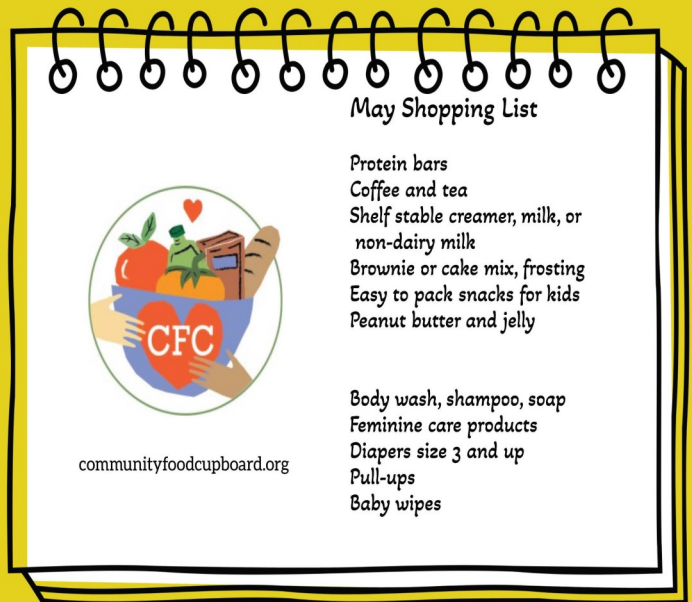 May Shopping List
Protein bars
Coffee and tea
Shelf stable creamer, milk, or
non-dairy milk
Brownie or cake mix, frosting
Easy to pack snacks for kids
Peanut butter and jelly
Body wash, shampoo, soap
Feminine care products
Diapers size 3 and up
Pull-ups
Baby wipes
CFC
communityfoodcupboard.org